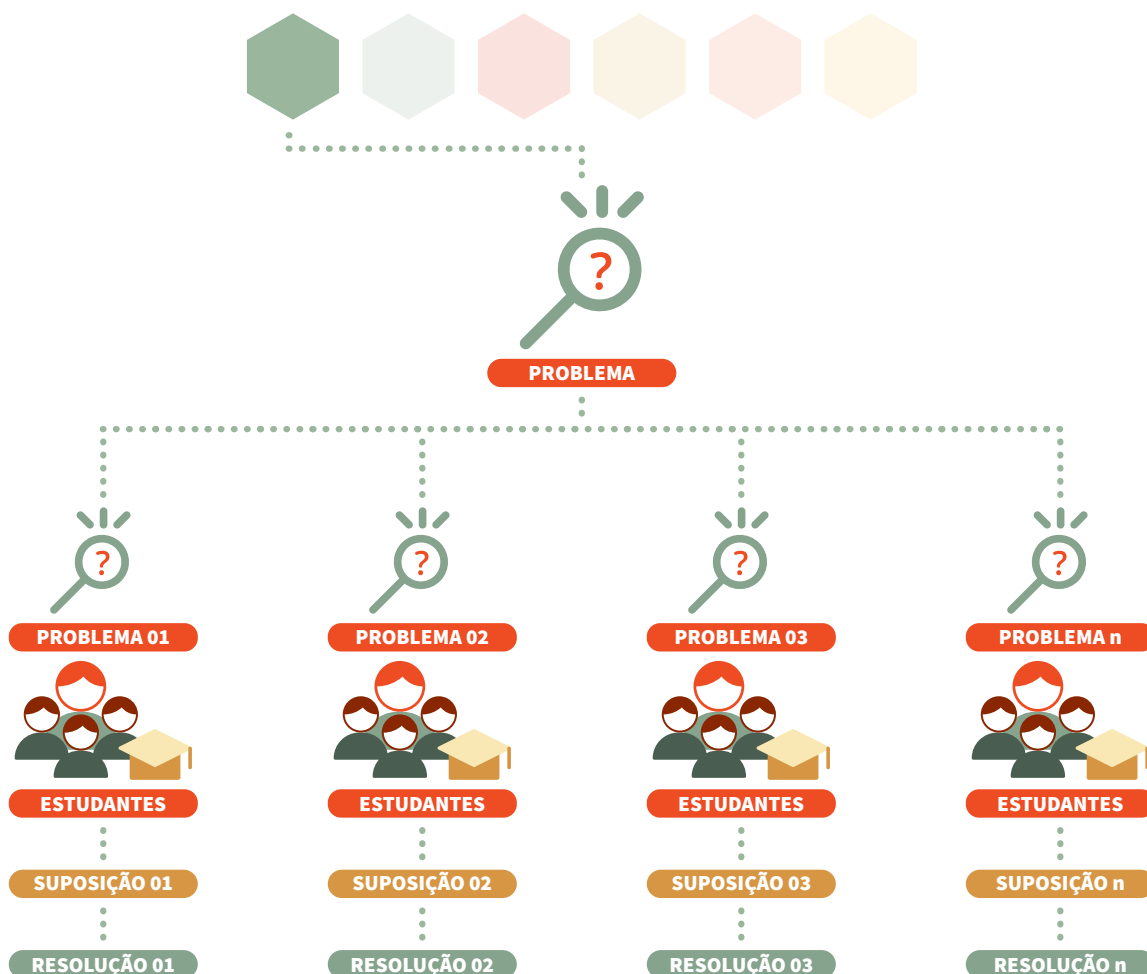 ?
PROBLEMA
? ? ? ?
PROBLEMA 01 PROBLEMA 02 PROBLEMA 03 PROBLEMA n
ESTUDANTES ESTUDANTES ESTUDANTES ESTUDANTES
SUPOSIÇÃO 01 SUPOSIÇÃO 02 SUPOSIÇÃO 03 SUPOSIÇÃO n
RESOLUÇÃO 01 RESOLUÇÃO 02 RESOLUÇÃO 03 RESOLUÇÃO n